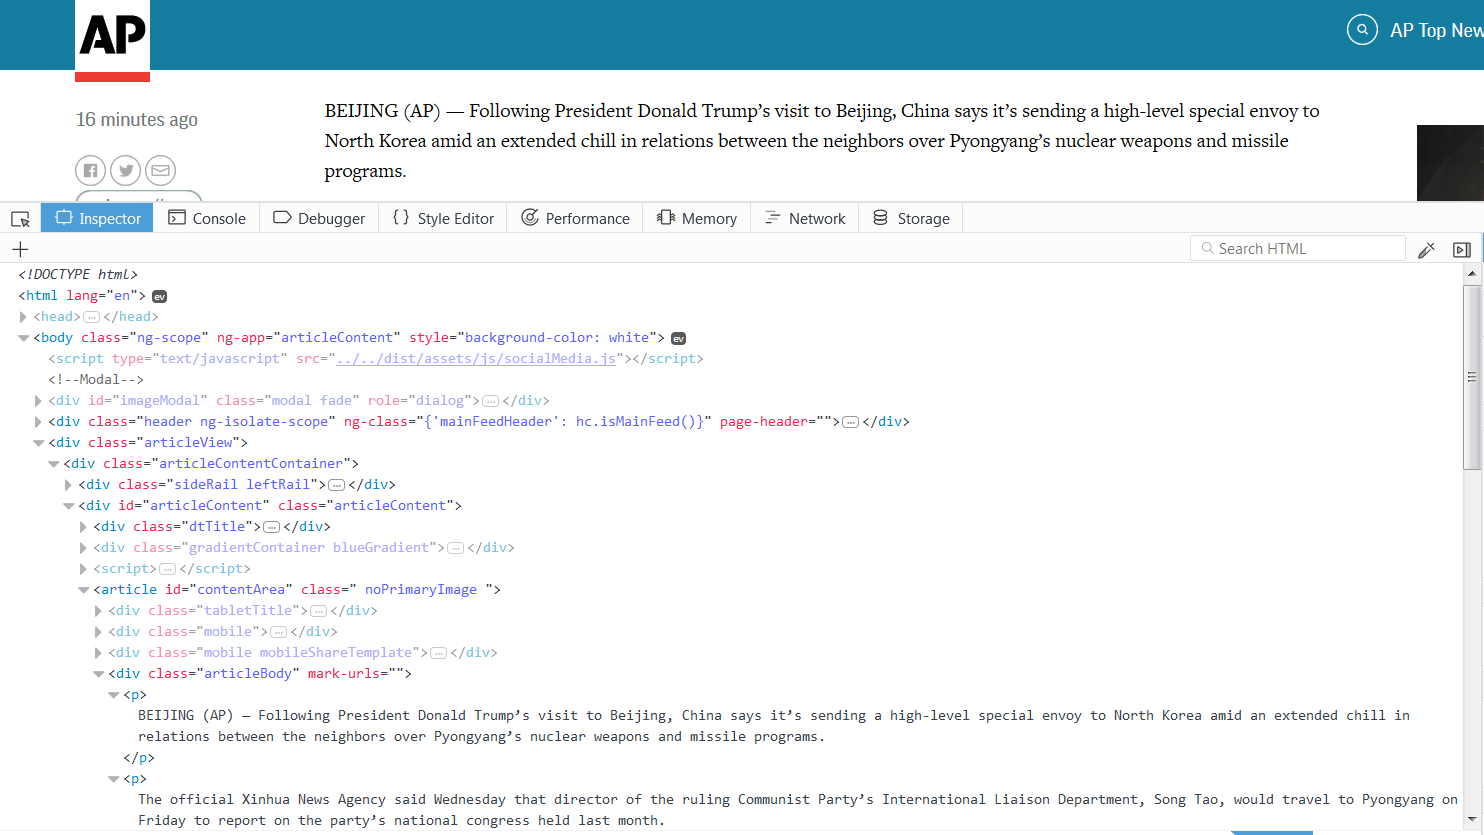 AP
AP Top New
16 minutes ago
BEIJING (AP) — Following President Donald Trump’s visit to Beijing, China says it’s sending a high-level special envoy to
North Korea amid an extended chill in relations between the neighbors over Pyongyang’s nuclear weapons and missile
programs.
Inspector Console Debugger {} Style Editor Performance Memory Network Storage
+ Search HTML
<!DOCTYPE html>
<html lang="en"> ev
<head>…</head>
<body class="ng-scope" ng-app="articleContent" style="background-color: white"> ev
<script type="text/javascript" src="../../dist/assets/js/socialMedia.js"></script>
<!--Modal-->
<div id="imageModal" class="modal fade" role="dialog">…</div>
<div class="header ng-isolate-scope" ng-class="{'mainFeedHeader': hc.isMainFeed()}" page-header="">…</div>
<div class="articleView">
<div class="articleContentContainer">
<div class="sideRail leftRail">…</div>
<div id="articleContent" class="articleContent">
<div class="dtTitle">…</div>
<div class="gradientContainer blueGradient">…</div>
<script>…</script>
<article id="contentArea" class=" noPrimaryImage ">
<div class="tabletTitle">…</div>
<div class="mobile">…</div>
<div class="mobile mobileShareTemplate">…</div>
<div class="articleBody" mark-urls="">
<p>
BEIJING (AP) — Following President Donald Trump’s visit to Beijing, China says it’s sending a high-level special envoy to North Korea amid an extended chill in
relations between the neighbors over Pyongyang’s nuclear weapons and missile programs.
</p>
<p>
The official Xinhua News Agency said Wednesday that director of the ruling Communist Party’s International Liaison Department, Song Tao, would travel to Pyongyang on
Friday to report on the party’s national congress held last month.